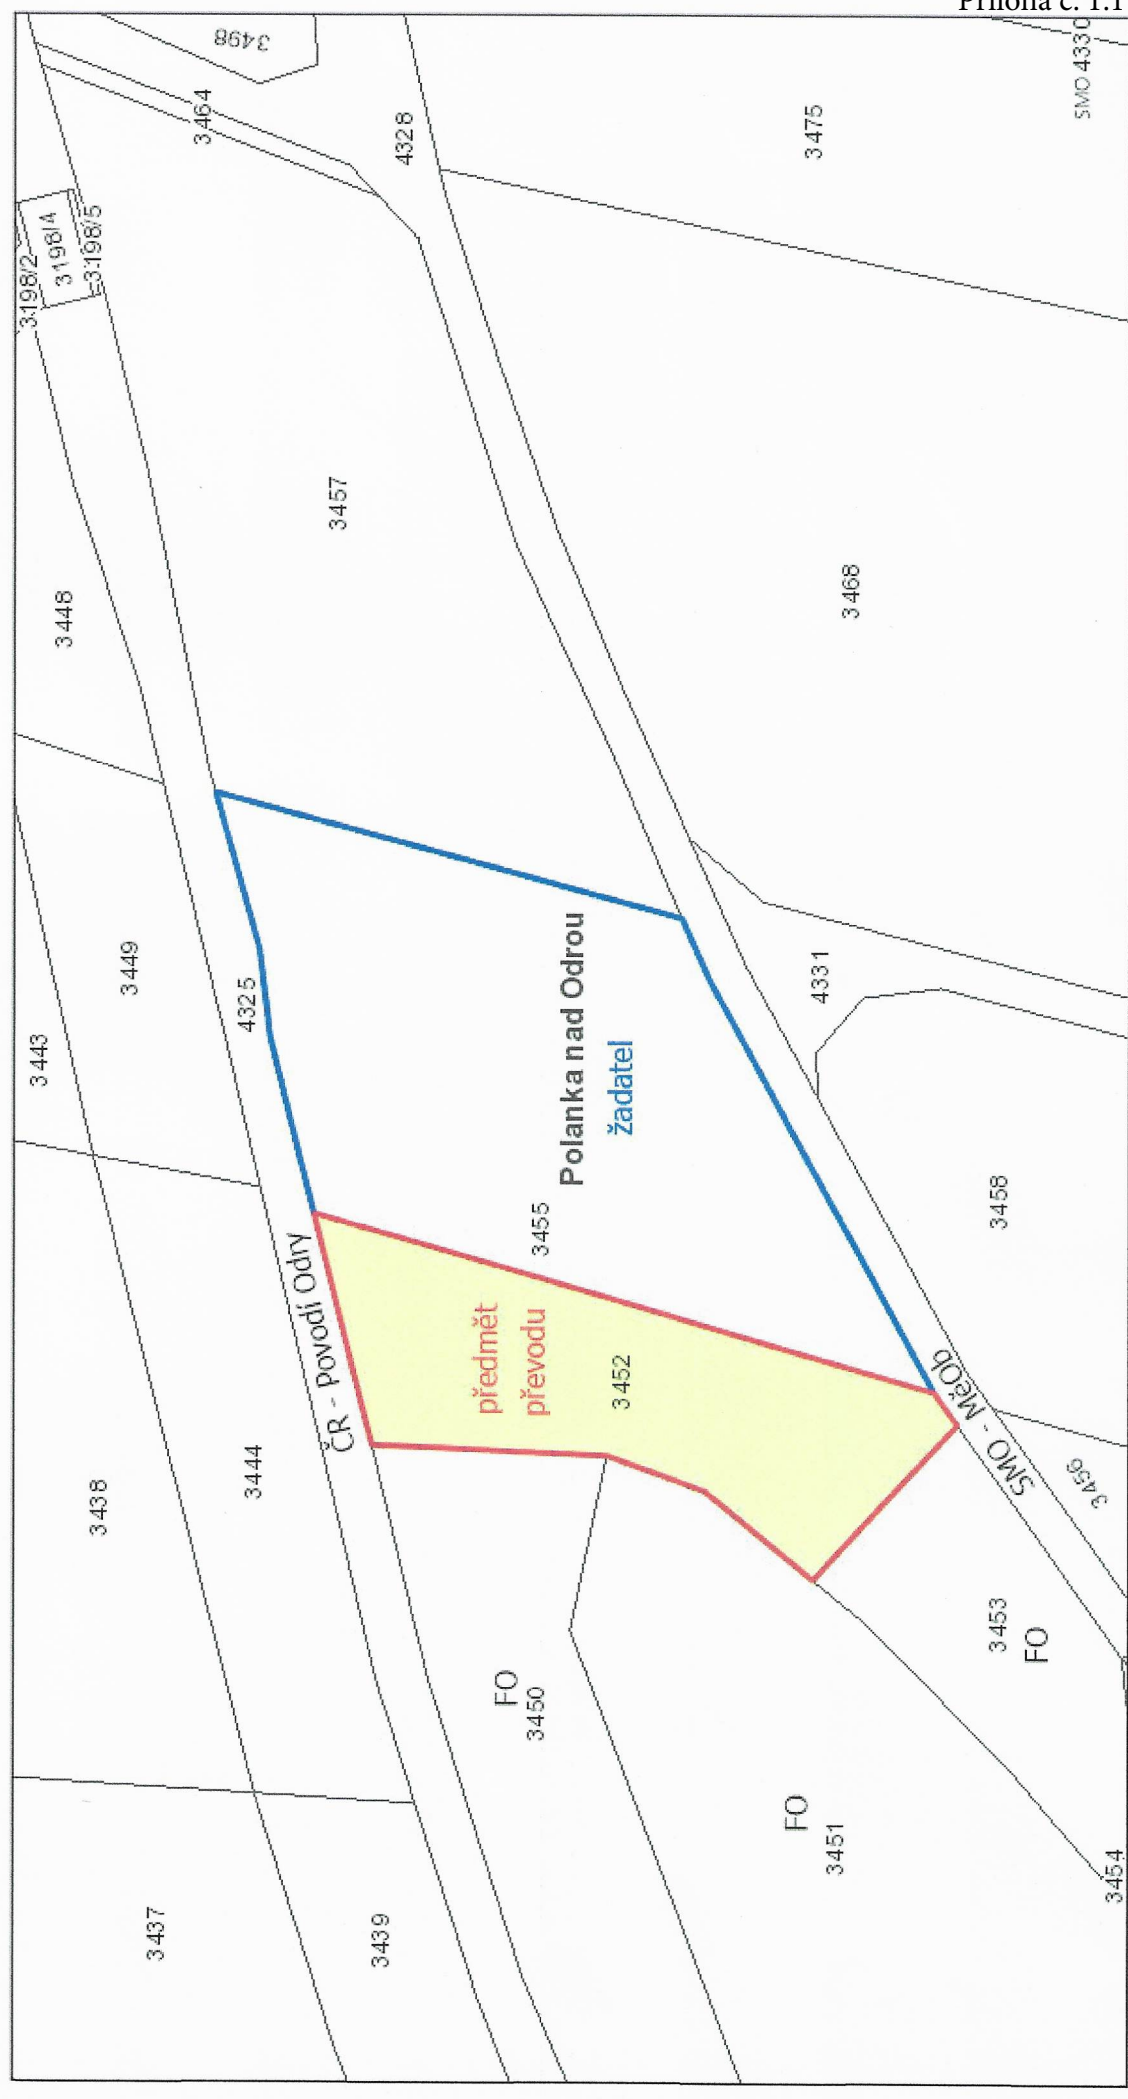 Příloha č. 1.1
3437
3438
3443
3449
3448
3198/2
3198/4
3198/5
3464
3498
3439
3444
ČR - Povodí Odry
4325
3457
4328
FO
3450
předmět
převodu
3452
3455
Polanka nad Odrou
žadatel
FO
3451
4331
3468
3475
3453
FO
SMO - MěOb
3458
3456
3454
SMO 4330